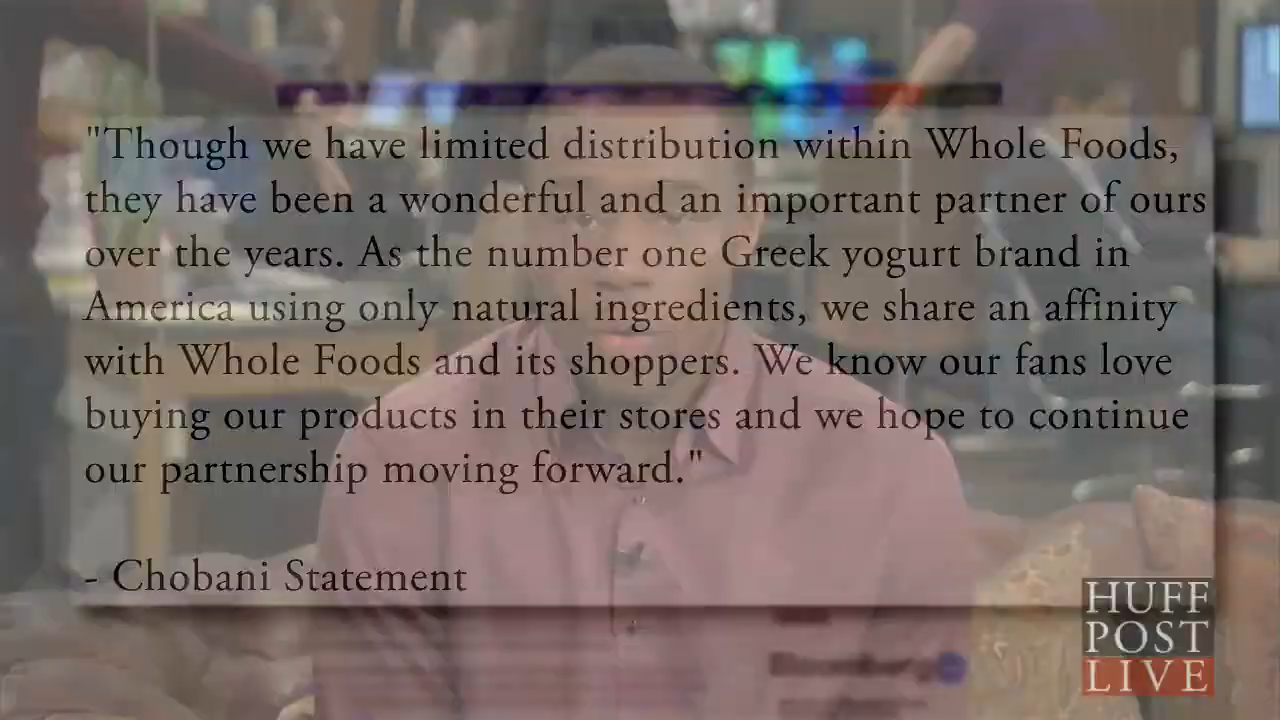 "Though we have limited distribution within Whole Foods,
they have been a wonderful and an important partner of ours
over the years. As the number one Greek yogurt brand in
America using only natural ingredients, we share an affinity
with Whole Foods and its shoppers. We know our fans love
buying our products in their stores and we hope to continue
our partnership moving forward."
- Chobani Statement
HUFF
POST
LIVE